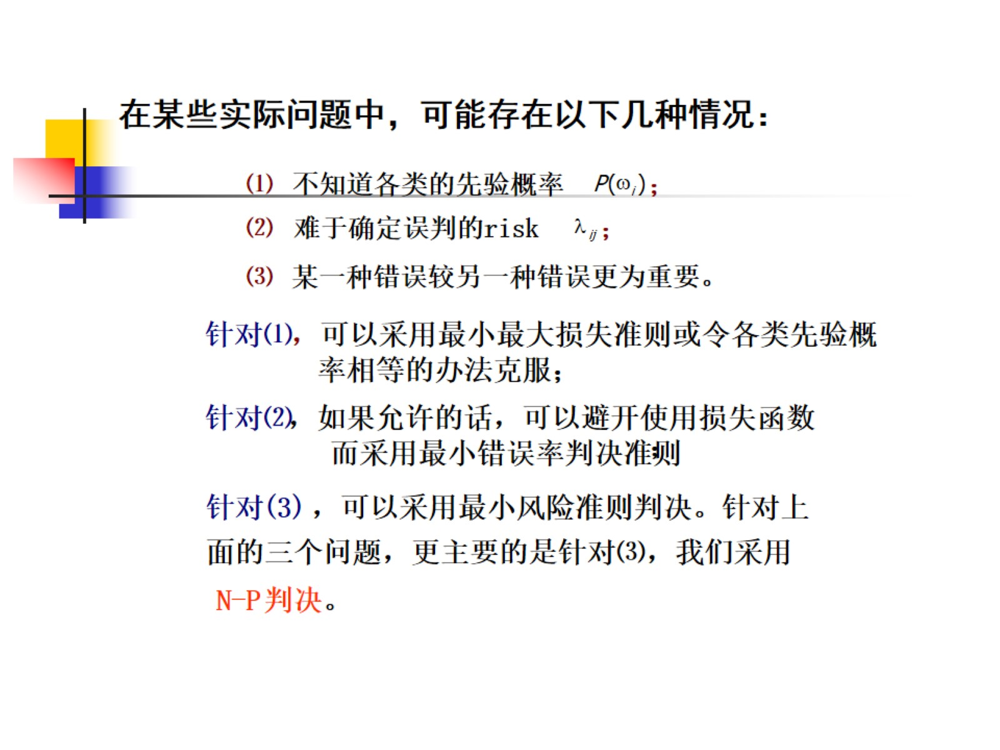 在某些实际问题中，可能存在以下几种情况：
(1) 不知道各类的先验概率 P(ωi)；
(2) 难于确定误判的risk λij；
(3) 某一种错误较另一种错误更为重要。
针对(1)，可以采用最小最大损失准则或令各类先验概
率相等的办法克服；
针对(2)，如果允许的话，可以避开使用损失函数
而采用最小错误率判决准则；
针对(3)，可以采用最小风险准则判决。针对上
面的三个问题，更主要的是针对(3)，我们采用
N-P判决。